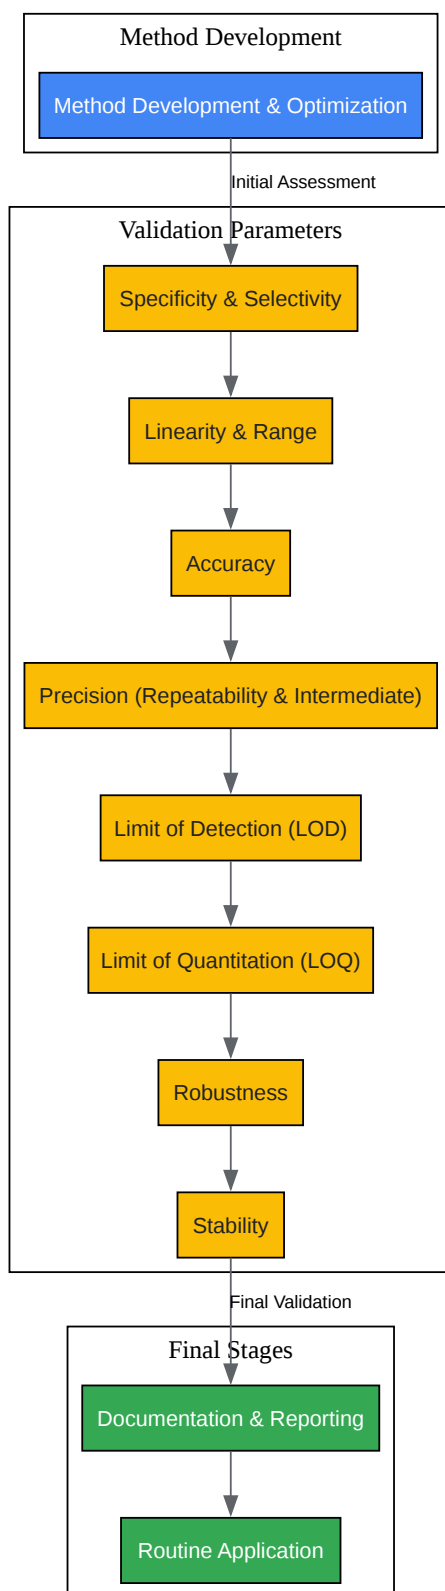 Method Development
Method Development & Optimization
Initial Assessment
Validation Parameters
Specificity & Selectivity
Linearity & Range
Accuracy
Precision (Repeatability & Intermediate)
Limit of Detection (LOD)
Limit of Quantitation (LOQ)
Robustness
Stability
Final Validation
Final Stages
Documentation & Reporting
Routine Application